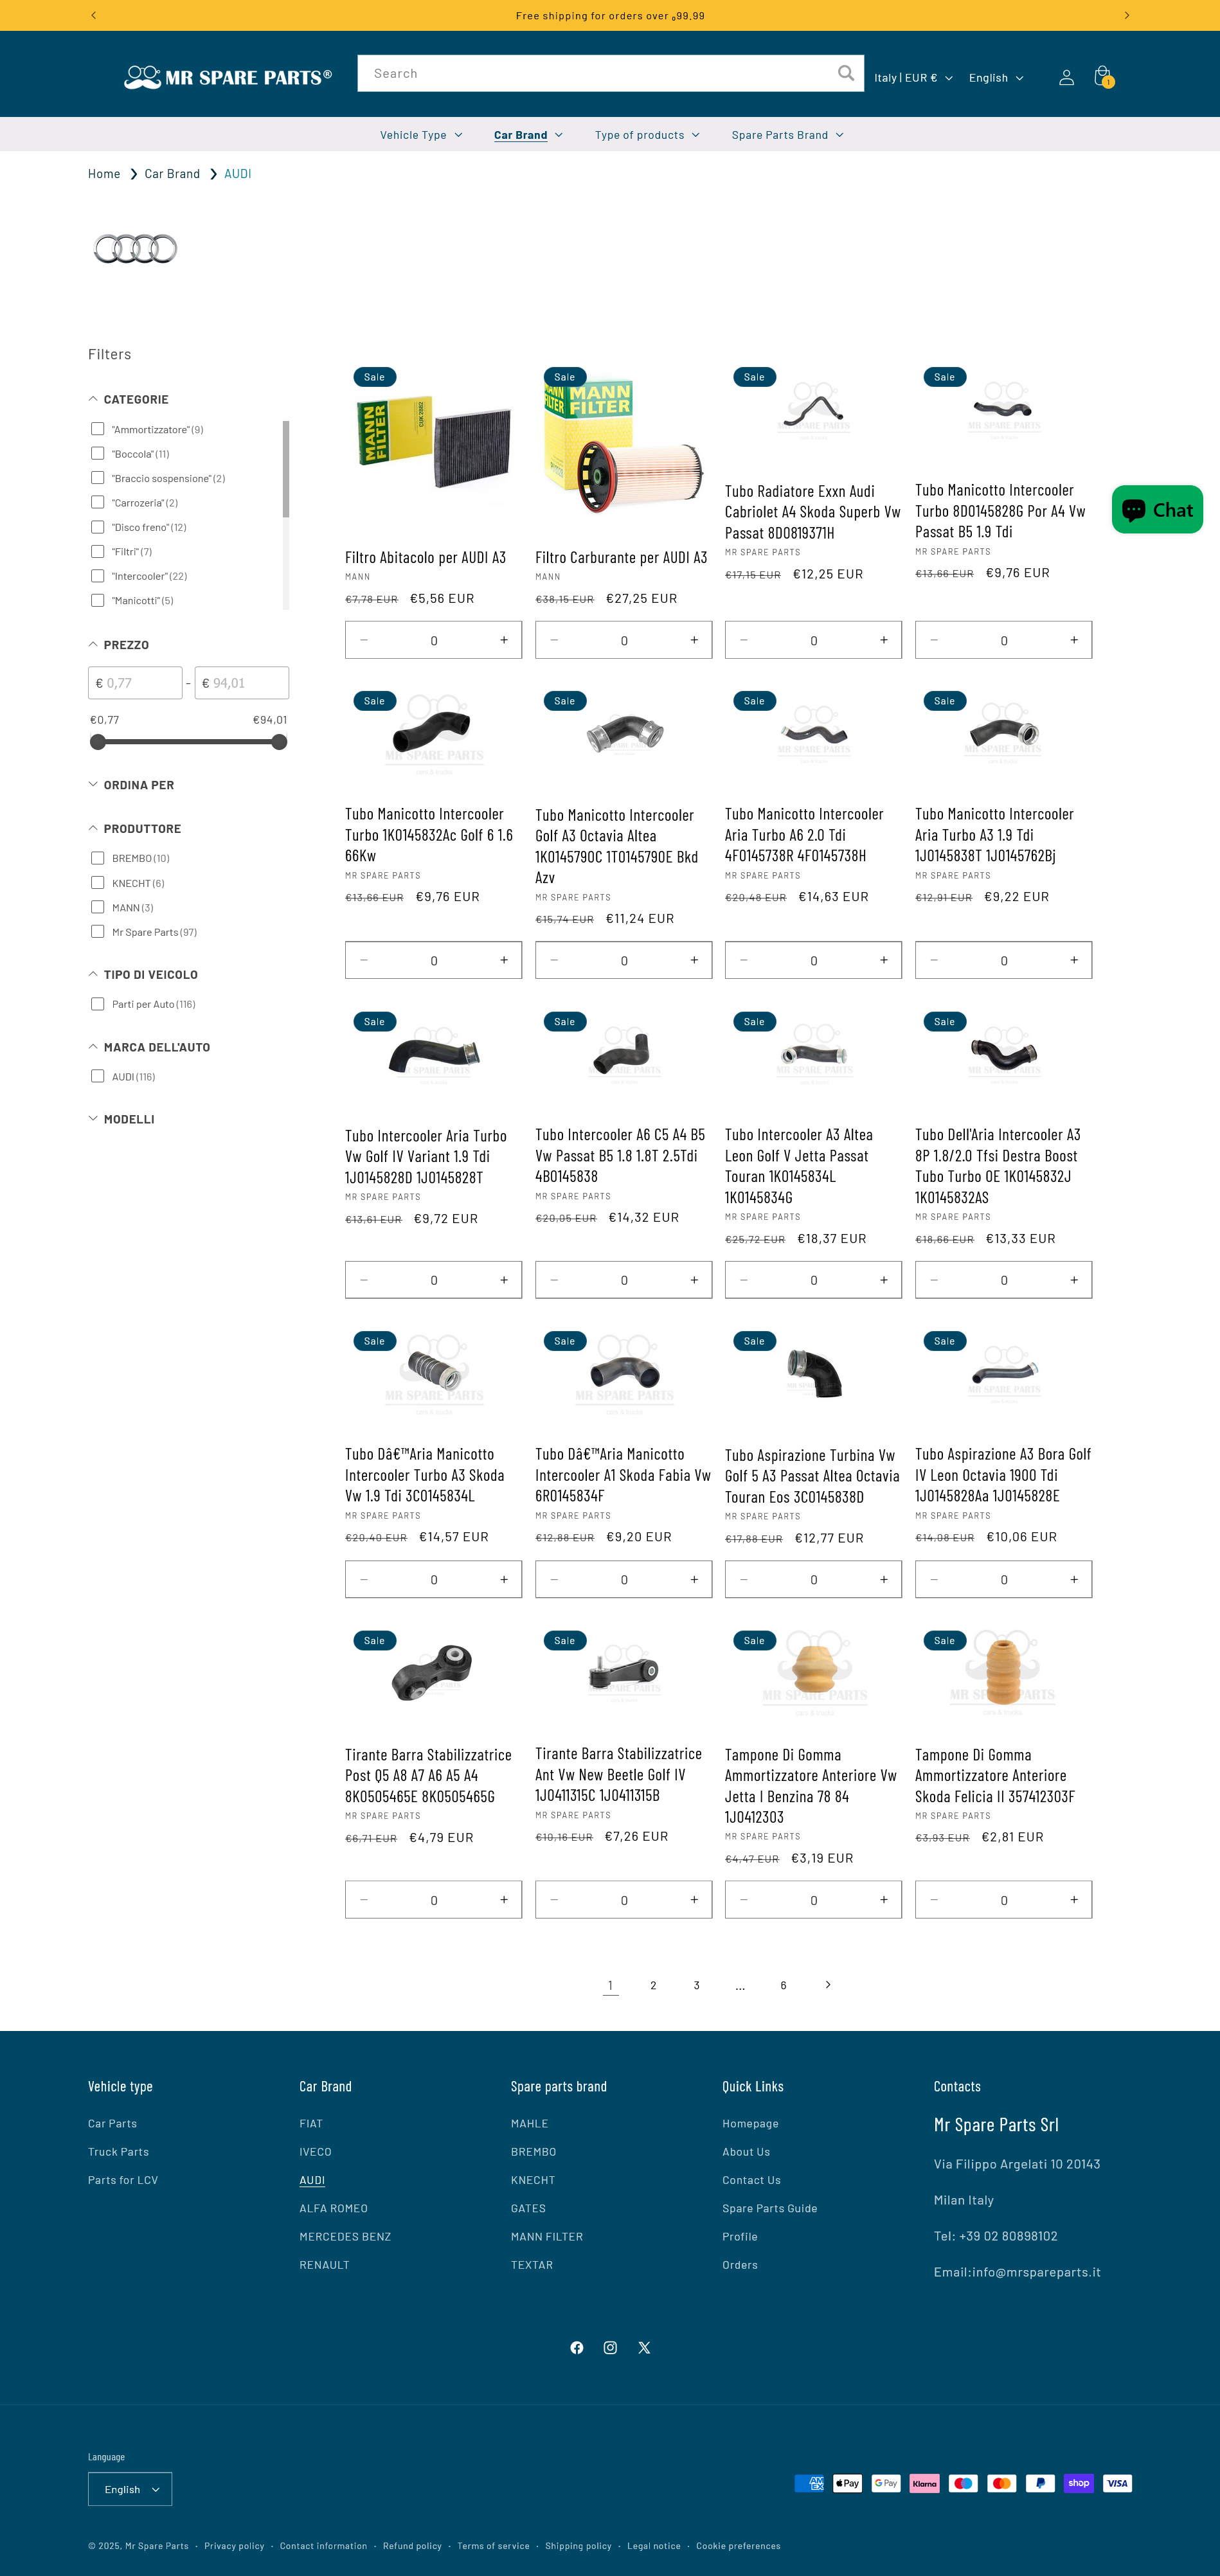 Free shipping for orders over ₀99.99
MR SPARE PARTS®
Search
Italy | EUR €
English
1
Vehicle Type
Car Brand
Type of products
Spare Parts Brand
Home ❯ Car Brand ❯ AUDI
Filters
CATEGORIE
"Ammortizzatore" (9)
"Boccola" (11)
"Braccio sospensione" (2)
"Carrozeria" (2)
"Disco freno" (12)
"Filtri" (7)
"Intercooler" (22)
"Manicotti" (5)
PREZZO
€ 0,77 - € 94,01
€0,77 €94,01
ORDINA PER
PRODUTTORE
BREMBO (10)
KNECHT (6)
MANN (3)
Mr Spare Parts (97)
TIPO DI VEICOLO
Parti per Auto (116)
MARCA DELL'AUTO
AUDI (116)
MODELLI
Sale
Filtro Abitacolo per AUDI A3
MANN
€7,78 EUR €5,56 EUR
0
Sale
Filtro Carburante per AUDI A3
MANN
€38,15 EUR €27,25 EUR
0
Sale
Tubo Radiatore Exxn Audi
Cabriolet A4 Skoda Superb Vw
Passat 8D0819371H
MR SPARE PARTS
€17,15 EUR €12,25 EUR
0
Sale
Tubo Manicotto Intercooler
Turbo 8D0145828G Por A4 Vw
Passat B5 1.9 Tdi
MR SPARE PARTS
€13,66 EUR €9,76 EUR
0
Sale
Tubo Manicotto Intercooler
Turbo 1K0145832Ac Golf 6 1.6
66Kw
MR SPARE PARTS
€13,66 EUR €9,76 EUR
0
Sale
Tubo Manicotto Intercooler
Golf A3 Octavia Altea
1K0145790C 1T0145790E Bkd
Azv
MR SPARE PARTS
€15,74 EUR €11,24 EUR
0
Sale
Tubo Manicotto Intercooler
Aria Turbo A6 2.0 Tdi
4F0145738R 4F0145738H
MR SPARE PARTS
€20,48 EUR €14,63 EUR
0
Sale
Tubo Manicotto Intercooler
Aria Turbo A3 1.9 Tdi
1J0145838T 1J0145762Bj
MR SPARE PARTS
€12,91 EUR €9,22 EUR
0
Sale
Tubo Intercooler Aria Turbo
Vw Golf IV Variant 1.9 Tdi
1J0145828D 1J0145828T
MR SPARE PARTS
€13,61 EUR €9,72 EUR
0
Sale
Tubo Intercooler A6 C5 A4 B5
Vw Passat B5 1.8 1.8T 2.5Tdi
4B0145838
MR SPARE PARTS
€20,05 EUR €14,32 EUR
0
Sale
Tubo Intercooler A3 Altea
Leon Golf V Jetta Passat
Touran 1K0145834L
1K0145834G
MR SPARE PARTS
€25,72 EUR €18,37 EUR
0
Sale
Tubo Dell'Aria Intercooler A3
8P 1.8/2.0 Tfsi Destra Boost
Tubo Turbo OE 1K0145832J
1K0145832AS
MR SPARE PARTS
€18,66 EUR €13,33 EUR
0
Sale
Tubo Dâ€™Aria Manicotto
Intercooler Turbo A3 Skoda
Vw 1.9 Tdi 3C0145834L
MR SPARE PARTS
€20,40 EUR €14,57 EUR
0
Sale
Tubo Dâ€™Aria Manicotto
Intercooler A1 Skoda Fabia Vw
6R0145834F
MR SPARE PARTS
€12,88 EUR €9,20 EUR
0
Sale
Tubo Aspirazione Turbina Vw
Golf 5 A3 Passat Altea Octavia
Touran Eos 3C0145838D
MR SPARE PARTS
€17,88 EUR €12,77 EUR
0
Sale
Tubo Aspirazione A3 Bora Golf
IV Leon Octavia 1900 Tdi
1J0145828Aa 1J0145828E
MR SPARE PARTS
€14,08 EUR €10,06 EUR
0
Sale
Tirante Barra Stabilizzatrice
Post Q5 A8 A7 A6 A5 A4
8K0505465E 8K0505465G
MR SPARE PARTS
€6,71 EUR €4,79 EUR
0
Sale
Tirante Barra Stabilizzatrice
Ant Vw New Beetle Golf IV
1J0411315C 1J0411315B
MR SPARE PARTS
€10,16 EUR €7,26 EUR
0
Sale
Tampone Di Gomma
Ammortizzatore Anteriore Vw
Jetta I Benzina 78 84
1J0412303
MR SPARE PARTS
€4,47 EUR €3,19 EUR
0
Sale
Tampone Di Gomma
Ammortizzatore Anteriore
Skoda Felicia II 357412303F
MR SPARE PARTS
€3,93 EUR €2,81 EUR
0
Chat
1 2 3 … 6
Vehicle type
Car Parts
Truck Parts
Parts for LCV
Car Brand
FIAT
IVECO
AUDI
ALFA ROMEO
MERCEDES BENZ
RENAULT
Spare parts brand
MAHLE
BREMBO
KNECHT
GATES
MANN FILTER
TEXTAR
Quick Links
Homepage
About Us
Contact Us
Spare Parts Guide
Profile
Orders
Contacts
Mr Spare Parts Srl
Via Filippo Argelati 10 20143
Milan Italy
Tel: +39 02 80898102
Email:info@mrspareparts.it
Language
English
© 2025, Mr Spare Parts · Privacy policy · Contact information · Refund policy · Terms of service · Shipping policy · Legal notice · Cookie preferences